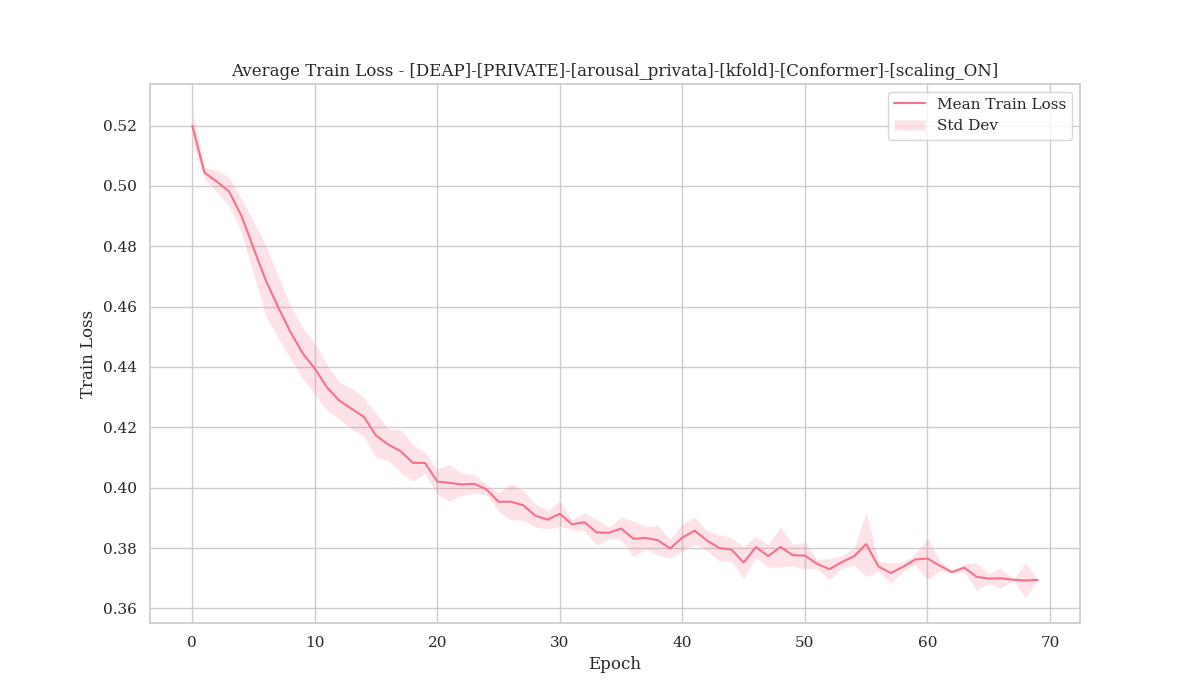 Average Train Loss - [DEAP]-[PRIVATE]-[arousal_privata]-[kfold]-[Conformer]-[scaling_ON]
Mean Train Loss
Std Dev
Train Loss
0.52
0.50
0.48
0.46
0.44
0.42
0.40
0.38
0.36
0 10 20 30 40 50 60 70
Epoch